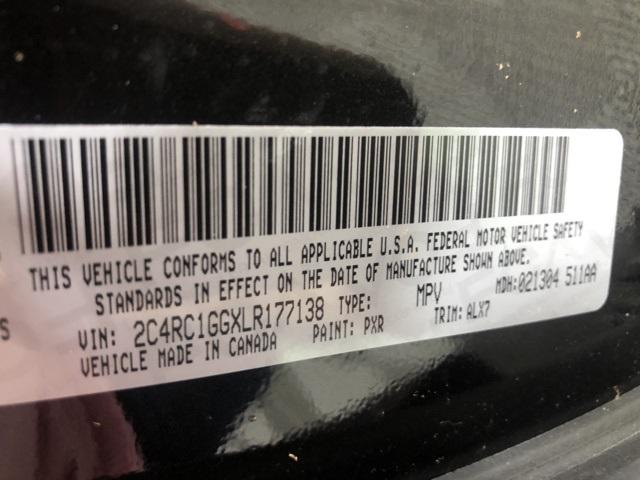 THIS VEHICLE CONFORMS TO ALL APPLICABLE U.S.A. FEDERAL MOTOR VEHICLE SAFETY
STANDARDS IN EFFECT ON THE DATE OF MANUFACTURE SHOWN ABOVE.
S VIN: 2C4RC1GGXLR177138 TYPE: MPV MDH:021304 511AA
VEHICLE MADE IN CANADA PAINT: PXR TRIM: ALX7